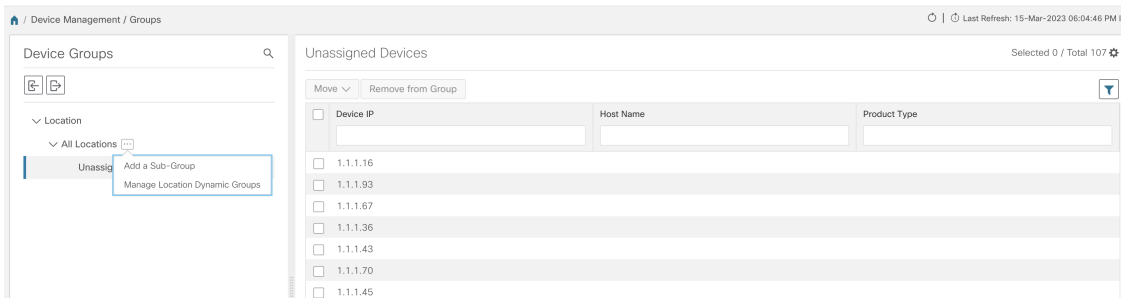 / Device Management / Groups
Last Refresh: 15-Mar-2023 06:04:46 PM
Device Groups
Unassigned Devices
Selected 0 / Total 107
Move
Remove from Group
Device IP
Host Name
Product Type
Location
All Locations
Unassig
Add a Sub-Group
Manage Location Dynamic Groups
1.1.1.16
1.1.1.93
1.1.1.67
1.1.1.36
1.1.1.43
1.1.1.70
1.1.1.45